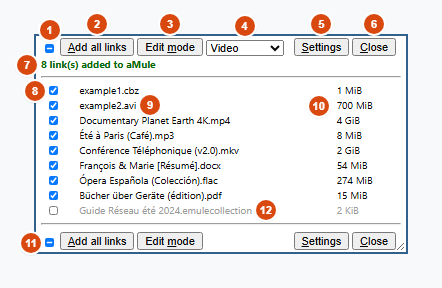 1 2 3 4 5 6
Add all links Edit mode Video Settings Close
7 8 link(s) added to aMule
8 example1.cbz 1 MiB
example2.avi 9 10 700 MiB
Documentary Planet Earth 4K.mp4 4 GiB
Été à Paris (Café).mp3 8 MiB
Conférence Téléphonique (v2.0).mkv 2 GiB
François & Marie [Résumé].docx 54 MiB
Ópera Española (Colección).flac 274 MiB
Bücher über Geräte (édition).pdf 15 MiB
Guide Réseau été 2024.emulecollection 12 2 KiB
11 Add all links Edit mode Settings Close